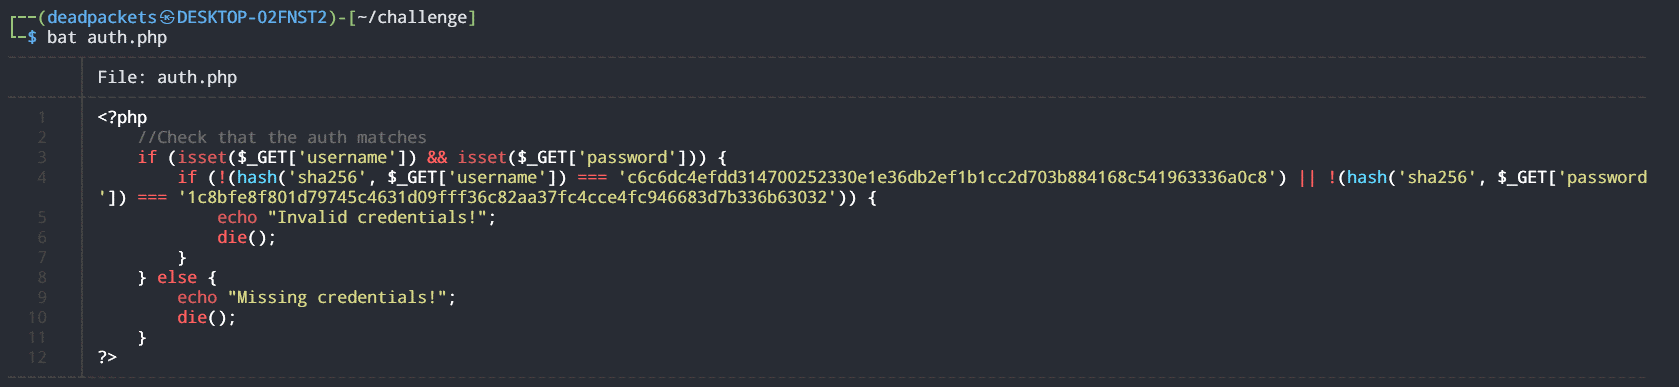 ┌──(deadpackets㉿DESKTOP-O2FNST2)-[~/challenge]
└─$ bat auth.php
File: auth.php
1 <?php
2 //Check that the auth matches
3 if (isset($_GET['username']) && isset($_GET['password'])) {
4 if (!(hash('sha256', $_GET['username']) === 'c6c6dc4efdd314700252330e1e36db2ef1b1cc2d703b884168c541963336a0c8') || !(hash('sha256', $_GET['password
']) === '1c8bfe8f801d79745c4631d09fff36c82aa37fc4cce4fc946683d7b336b63032')) {
5 echo "Invalid credentials!";
6 die();
7 }
8 } else {
9 echo "Missing credentials!";
10 die();
11 }
12 ?>